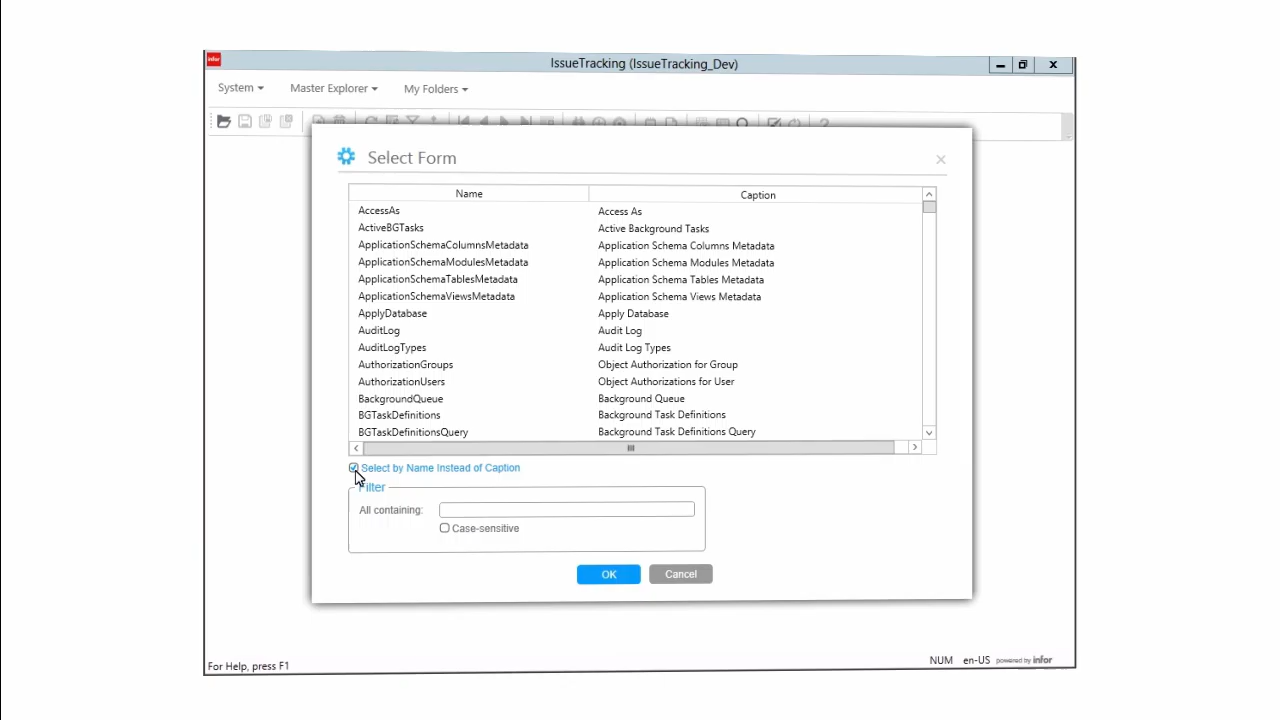 infor
IssueTracking (IssueTracking_Dev)
System
Master Explorer
My Folders
Select Form
Name Caption
AccessAs Access As
ActiveBGTasks Active Background Tasks
ApplicationSchemaColumnsMetadata Application Schema Columns Metadata
ApplicationSchemaModulesMetadata Application Schema Modules Metadata
ApplicationSchemaTablesMetadata Application Schema Tables Metadata
ApplicationSchemaViewsMetadata Application Schema Views Metadata
ApplyDatabase Apply Database
AuditLog Audit Log
AuditLogTypes Audit Log Types
AuthorizationGroups Object Authorization for Group
AuthorizationUsers Object Authorizations for User
BackgroundQueue Background Queue
BGTaskDefinitions Background Task Definitions
BGTaskDefinitionsQuery Background Task Definitions Query
Select by Name Instead of Caption
Filter
All containing:
Case-sensitive
OK Cancel
For Help, press F1
NUM en-US powered by infor